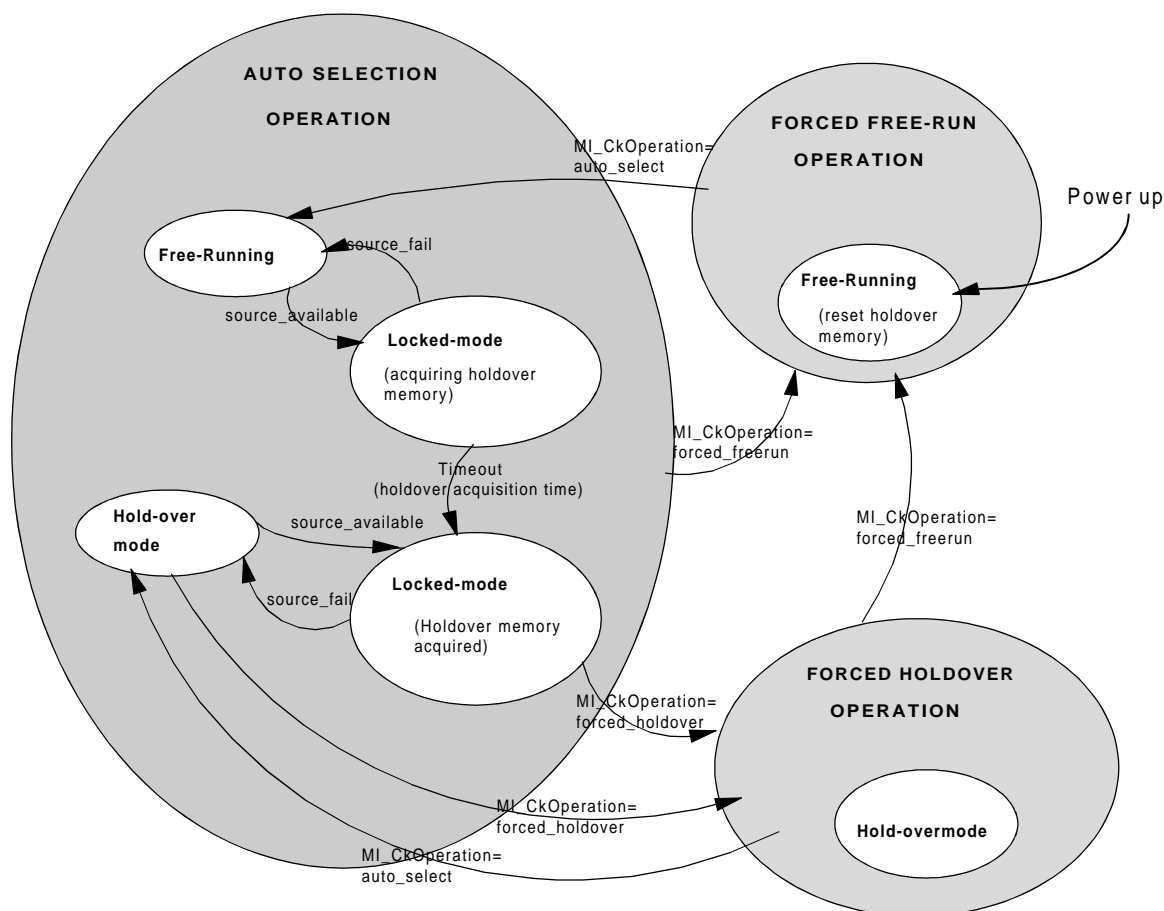 AUTO SELECTION
OPERATION
FORCED FREE-RUN
OPERATION
MI_CkOperation=
auto_select
Power up
Free-Running
source_fail
Free-Running
(reset holdover
memory)
source_available
Locked-mode
(acquiring holdover
memory)
MI_CkOperation=
forced_freerun
Timeout
(holdover acquisition time)
Hold-over
mode
source_available
MI_CkOperation=
forced_freerun
Locked-mode
source_fail
(Holdover memory
acquired)
FORCED HOLDOVER
OPERATION
MI_CkOperation=
forced_holdover
MI_CkOperation=
forced_holdover
Hold-overmode
MI_CkOperation=
auto_select